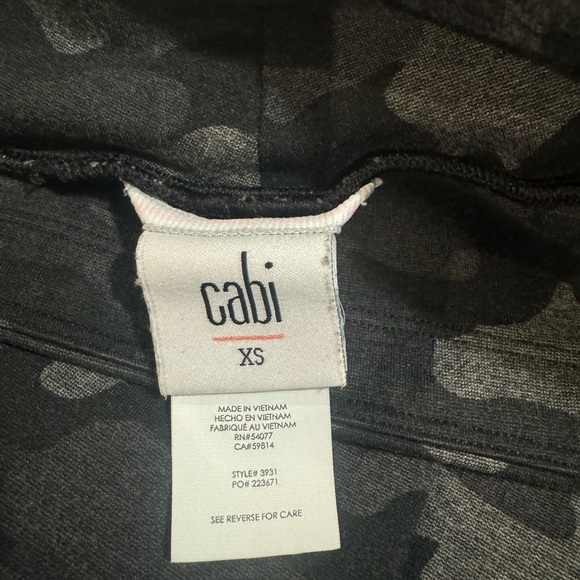 cabi
XS
MADE IN VIETNAM
HECHO EN VIETNAM
FABRIQUÉ AU VIETNAM
RN#54077
CA#59814
STYLE# 3931
PO# 223671
SEE REVERSE FOR CARE